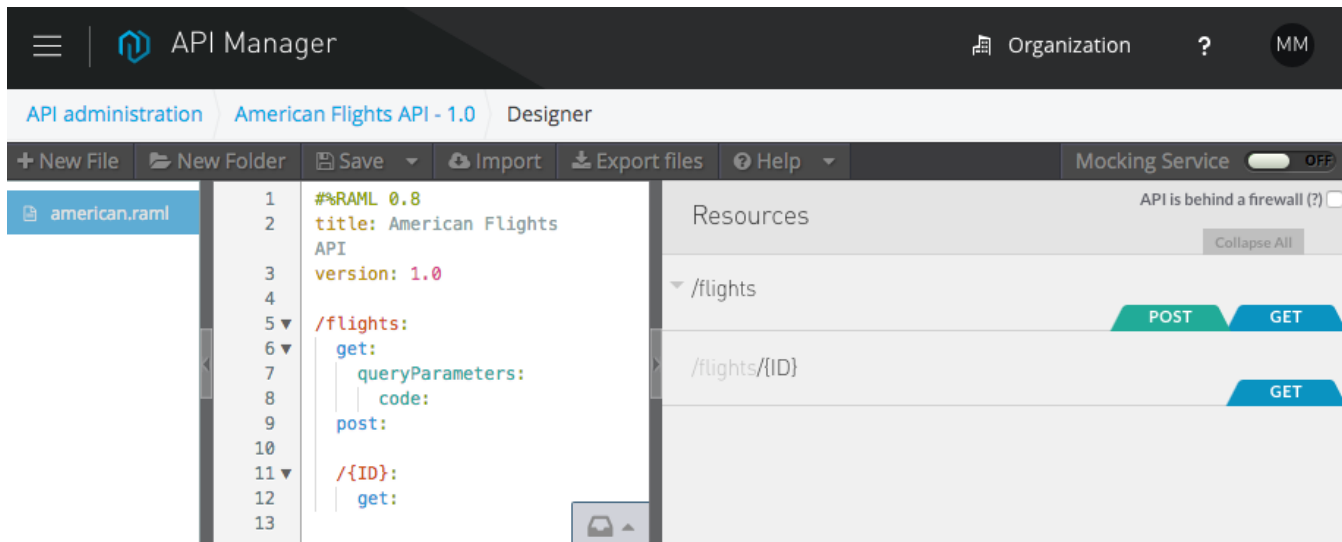 API Manager
Organization
?
MM
API administration
American Flights API - 1.0
Designer
+ New File
New Folder
Save
Import
Export files
Help
Mocking Service
OFF
american.raml
1 #%RAML 0.8
2 title: American Flights
API
3 version: 1.0
4
5 /flights:
6 get:
7 queryParameters:
8 code:
9 post:
10
11 /{ID}:
12 get:
13
Resources
API is behind a firewall (?)
Collapse All
/flights
POST
GET
/flights/{ID}
GET